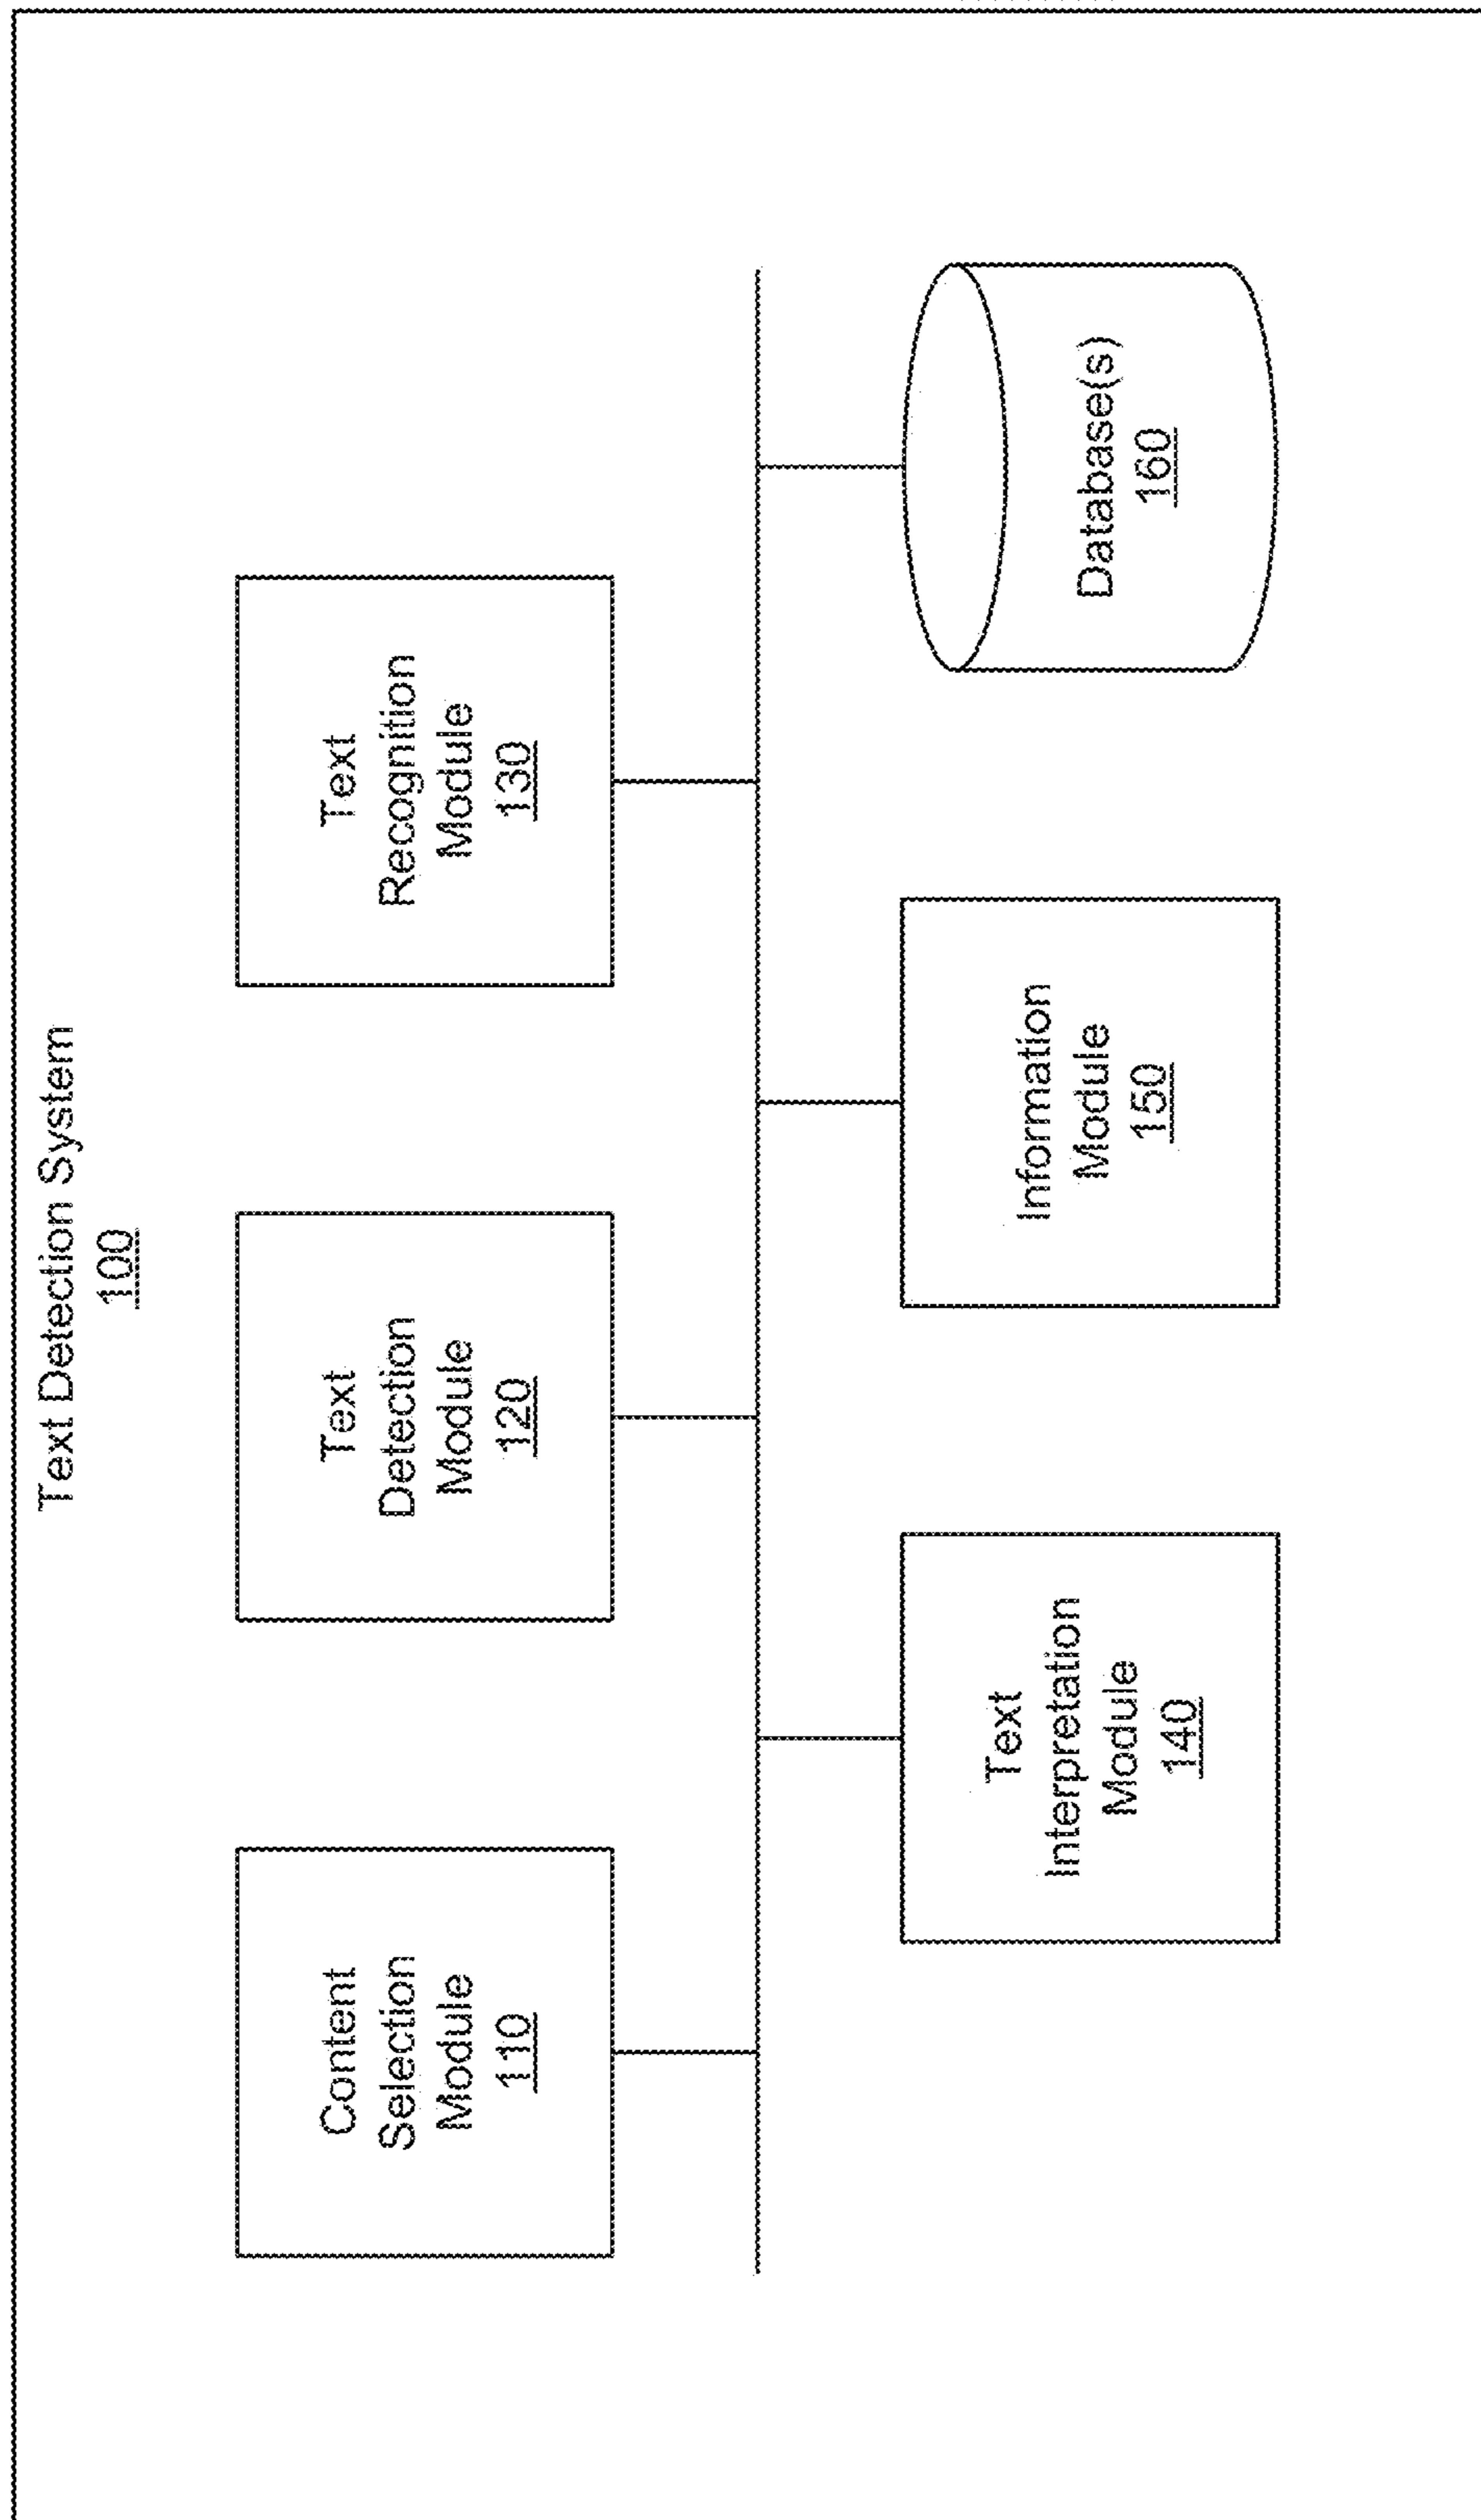 Text Detection System
100
Content
Selection
Module
110
Text
Detection
Module
120
Text
Recognition
Module
130
Text
Interpretation
Module
140
Information
Module
150
Database(s)
160